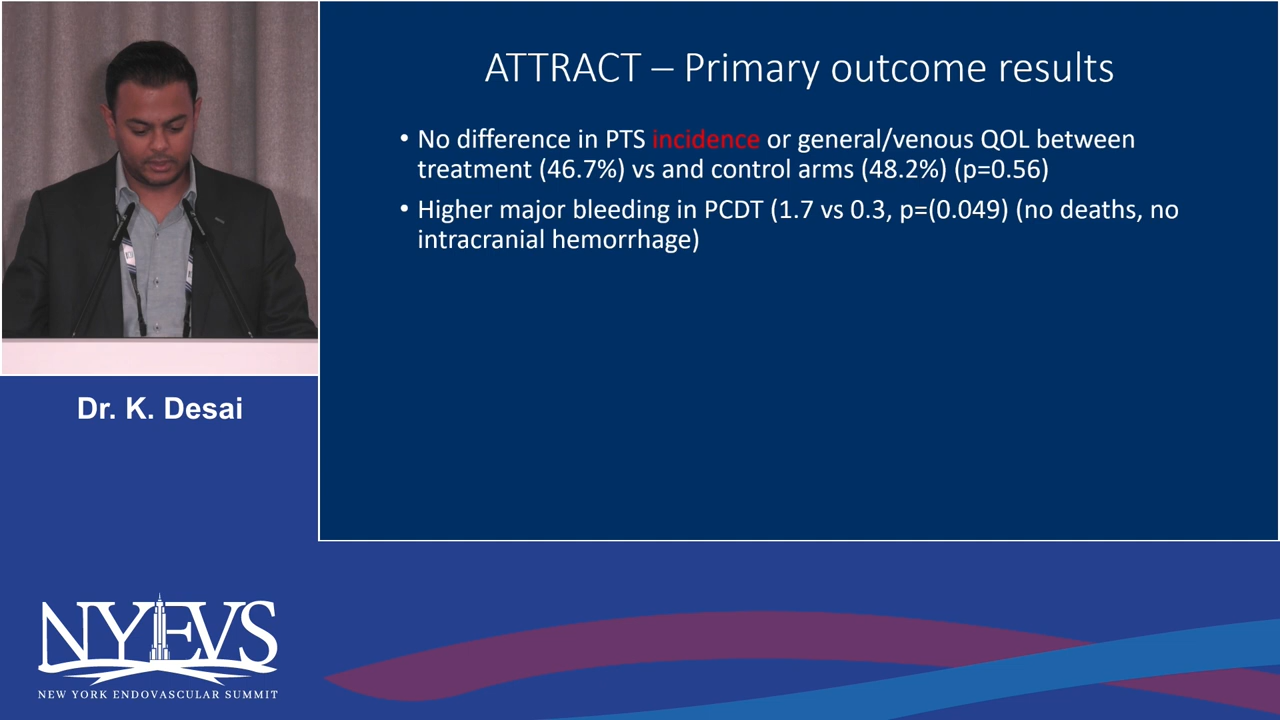 ATTRACT – Primary outcome results
• No difference in PTS incidence or general/venous QOL between
treatment (46.7%) vs and control arms (48.2%) (p=0.56)
• Higher major bleeding in PCDT (1.7 vs 0.3, p=(0.049) (no deaths, no
intracranial hemorrhage)
Dr. K. Desai
NYEVS
NEW YORK ENDOVASCULAR SUMMIT